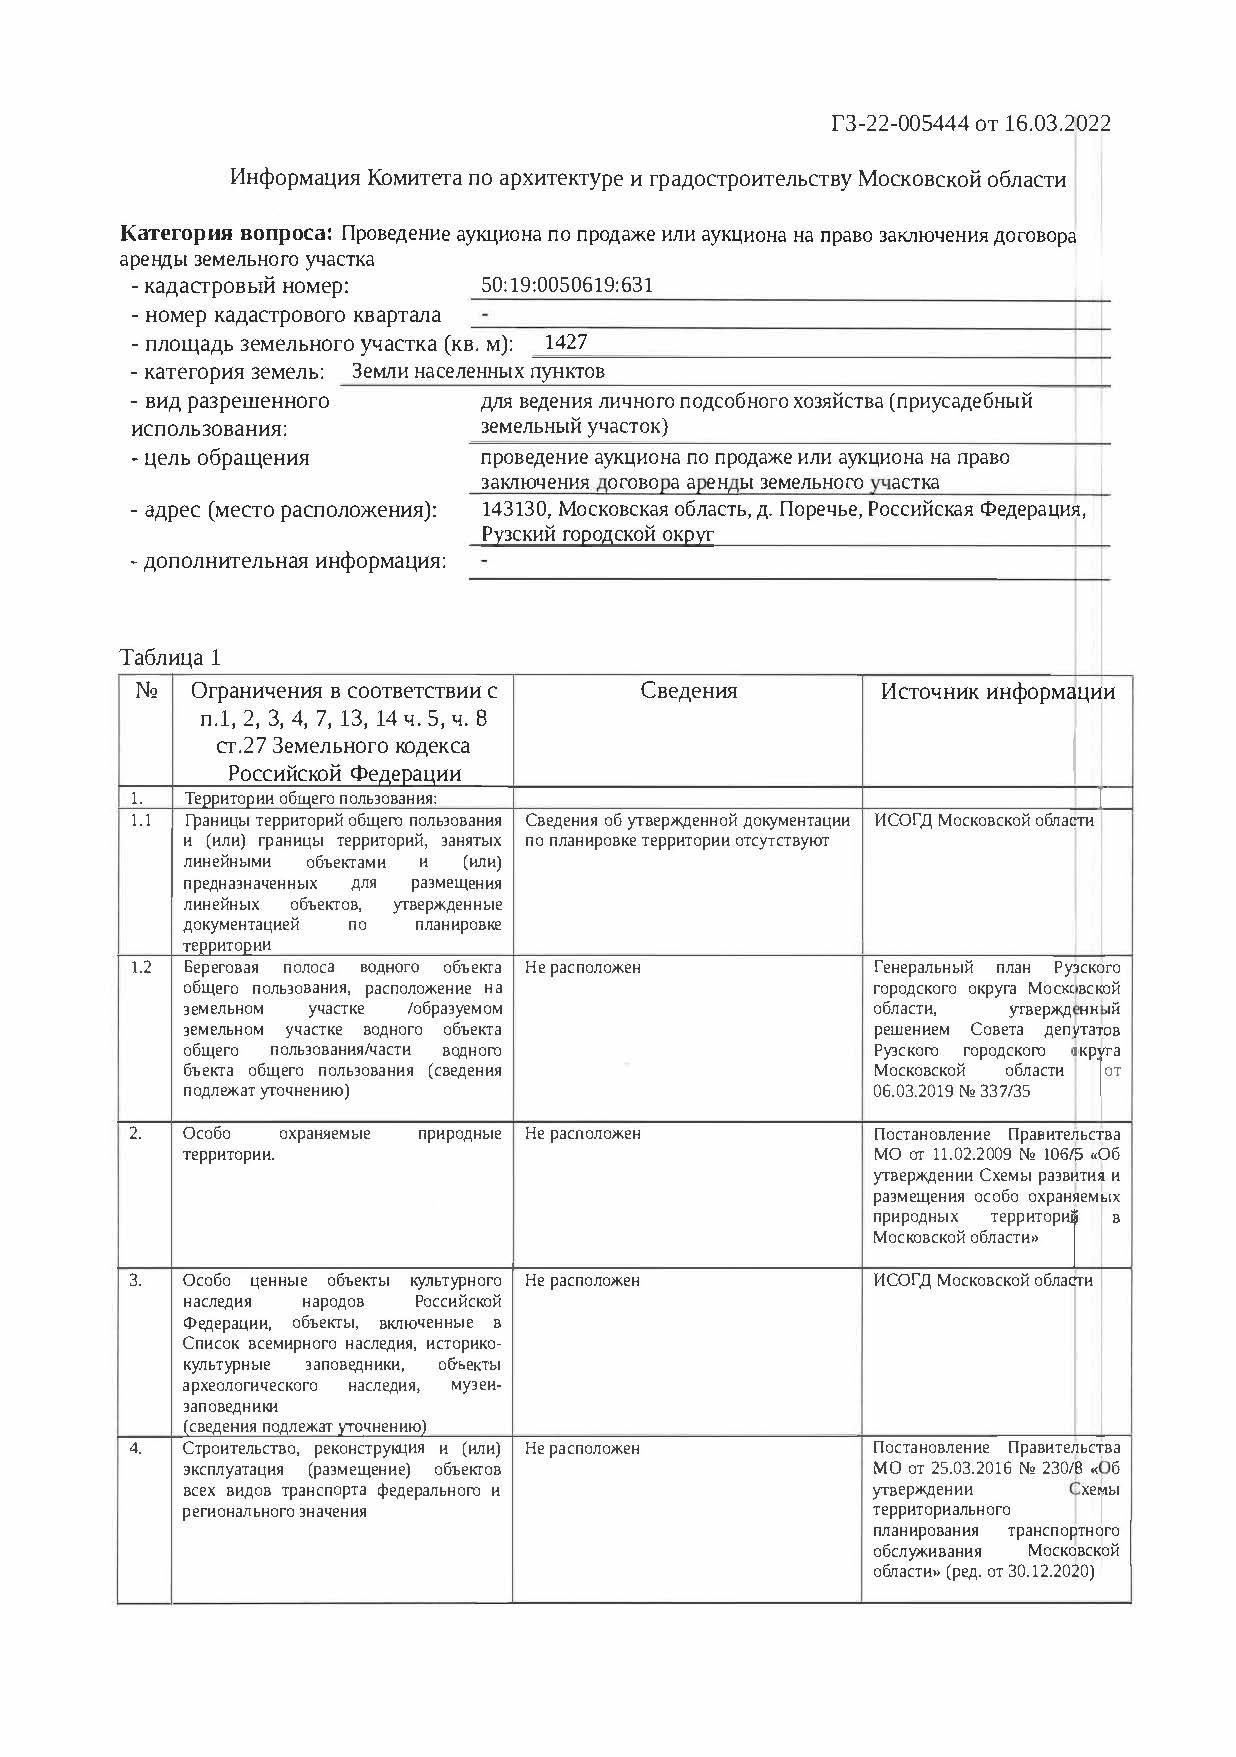 ГЗ-22-005444 от 16.03.2022
Информация Комитета по архитектуре и градостроительству Московской области
Категория вопроса: Проведение аукциона по продаже или аукциона на право заключения договора
аренды земельного участка
- кадастровый номер: 50:19:0050619:631
- номер кадастрового квартала -
- площадь земельного участка (кв. м): 1427
- категория земель: Земли населенных пунктов
- вид разрешенного использования: для ведения личного подсобного хозяйства (приусадебный
земельный участок)
- цель обращения проведение аукциона по продаже или аукциона на право
заключения договора аренды земельного участка
- адрес (место расположения): 143130, Московская область, д. Поречье, Российская Федерация,
Рузский городской округ
- дополнительная информация: -
Таблица 1
№
Ограничения в соответствии с
п.1, 2, 3, 4, 7, 13, 14 ч. 5, ч. 8
ст.27 Земельного кодекса
Российской Федерации
Сведения
Источник информации
1.
Территории общего пользования:
1.1
Границы территорий общего пользования
и (или) границы территорий, занятых
линейными объектами и (или)
предназначенных для размещения
линейных объектов, утвержденные
документацией по планировке
территории
Сведения об утвержденной документации
по планировке территории отсутствуют
ИСОГД Московской области
1.2
Береговая полоса водного объекта
общего пользования, расположение на
земельном участке /образуемом
земельном участке водного объекта
общего пользования/части водного
бъекта общего пользования (сведения
подлежат уточнению)
Не расположен
Генеральный план Рузского
городского округа Московской
области, утвержденный
решением Совета депутатов
Рузского городского округа
Московской области от
06.03.2019 № 337/35
2.
Особо охраняемые природные
территории.
Не расположен
Постановление Правительства
МО от 11.02.2009 № 106/5 «Об
утверждении Схемы развития и
размещения особо охраняемых
природных территорий в
Московской области»
3.
Особо ценные объекты культурного
наследия народов Российской
Федерации, объекты, включенные в
Список всемирного наследия, историко-
культурные заповедники, объекты
археологического наследия, музеи-
заповедники
(сведения подлежат уточнению)
Не расположен
ИСОГД Московской области
4.
Строительство, реконструкция и (или)
эксплуатация (размещение) объектов
всех видов транспорта федерального и
регионального значения
Не расположен
Постановление Правительства
МО от 25.03.2016 № 230/8 «Об
утверждении Схемы
территориального
планирования транспортного
обслуживания Московской
области» (ред. от 30.12.2020)